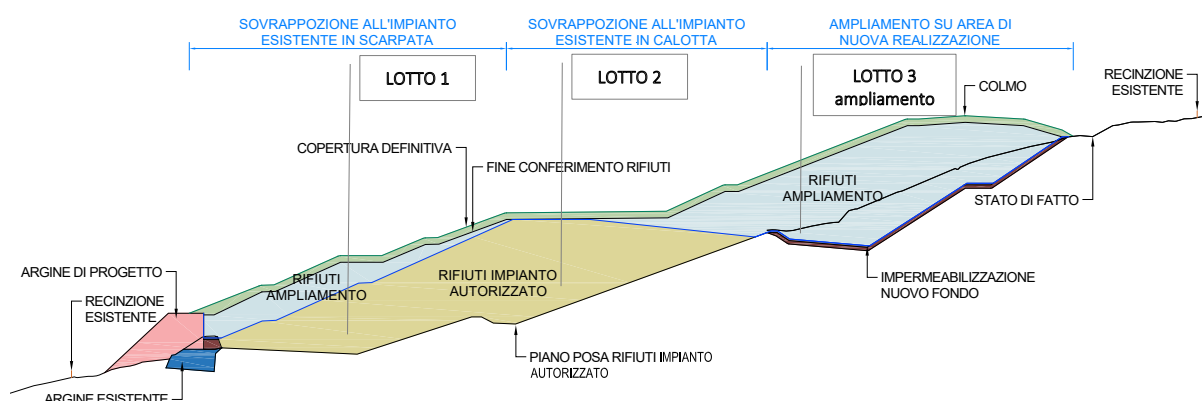 SOVRAPPOZIONE ALL'IMPIANTO
ESISTENTE IN SCARPATA
SOVRAPPOZIONE ALL'IMPIANTO
ESISTENTE IN CALOTTA
AMPLIAMENTO SU AREA DI
NUOVA REALIZZAZIONE
LOTTO 1
LOTTO 2
LOTTO 3
ampliamento
COLMO
RECINZIONE
ESISTENTE
COPERTURA DEFINITIVA
FINE CONFERIMENTO RIFIUTI
RIFIUTI
AMPLIAMENTO
STATO DI FATTO
ARGINE DI PROGETTO
RIFIUTI
AMPLIAMENTO
RIFIUTI IMPIANTO
AUTORIZZATO
IMPERMEABILIZZAZIONE
NUOVO FONDO
RECINZIONE
ESISTENTE
PIANO POSA RIFIUTI IMPIANTO
AUTORIZZATO
ARGINE ESISTENTE